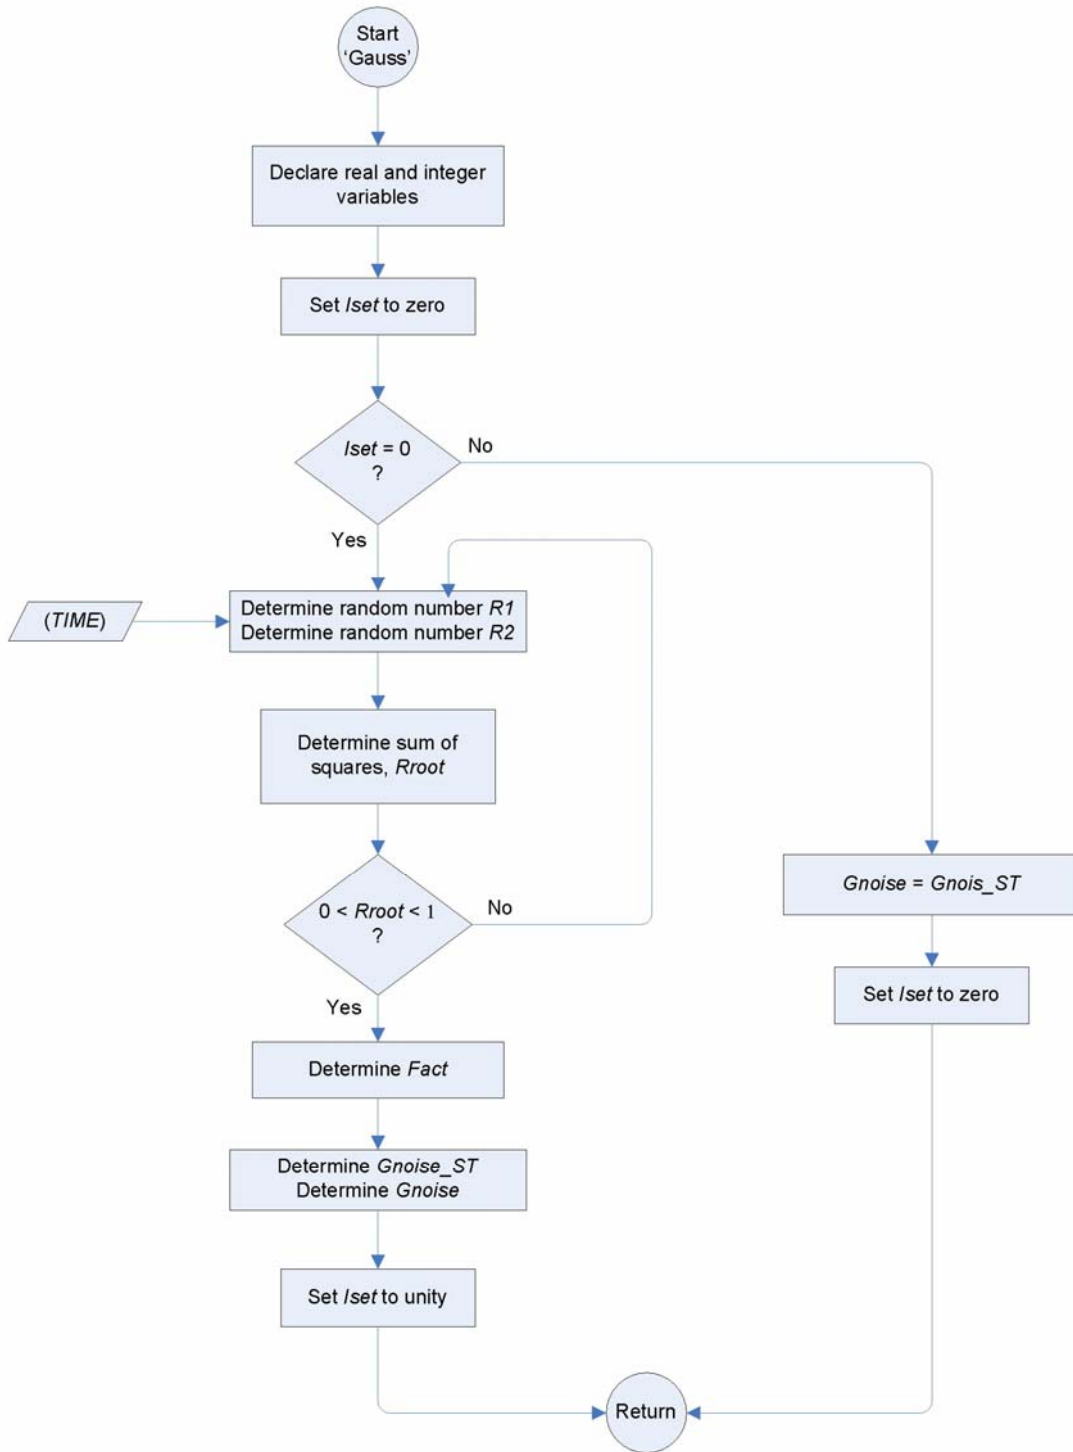 Start
‘Gauss’
Declare real and integer
variables
Set Iset to zero
Iset = 0
?
No
Yes
(TIME)
Determine random number R1
Determine random number R2
Determine sum of
squares, Rroot
0 < Rroot < 1
?
No
Yes
Gnoise = Gnois_ST
Set Iset to zero
Determine Fact
Determine Gnoise_ST
Determine Gnoise
Set Iset to unity
Return